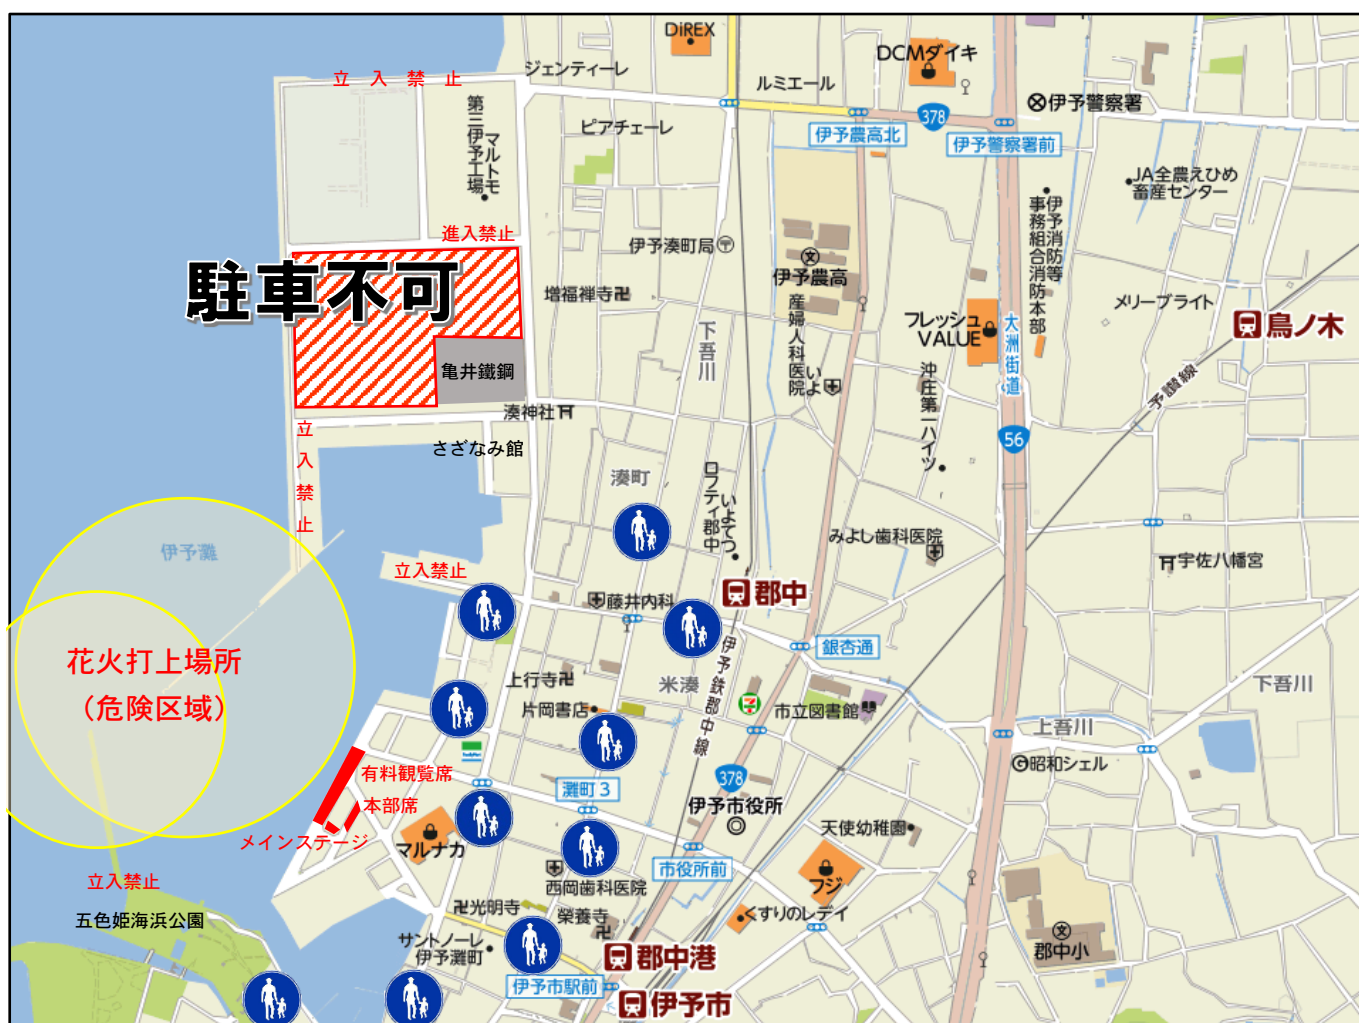 DiREX
DCMダイキ
ジェンティーレ
立入禁止
ルミエール
第三伊予工場
マルトモ
伊予警察署
378
ピアチェーレ
伊予農高北
伊予警察署前
JA全農えひめ
畜産センター
伊予消防等
事務組合消防本部
進入禁止
伊予湊町局
駐車不可
伊予農高
増福禅寺
産婦人科医院
いよ
メリーブライト
フレッシュ
VALUE
大洲街道
鳥ノ木
下吾川
亀井鐵鋼
沖庄第一ハイツ
予讃線
湊神社
立入禁止
さざなみ館
56
湊町
ロフティ郡中
いよてつ
みよし歯科医院
伊予灘
宇佐八幡宮
立入禁止
郡中
藤井内科
伊予鉄郡中線
銀杏通
花火打上場所
（危険区域）
上行寺
米湊
下吾川
片岡書店
7
市立図書館
上吾川
FamilyMart
有料観覧席
378
昭和シェル
灘町3
本部席
伊予市役所
メインステージ
マルナカ
天使幼稚園
市役所前
立入禁止
西岡歯科医院
フジ
五色姫海浜公園
光明寺
栄養寺
くすりのレデイ
サントノーレ
伊予灘町
郡中小
郡中港
伊予市駅前
伊予市